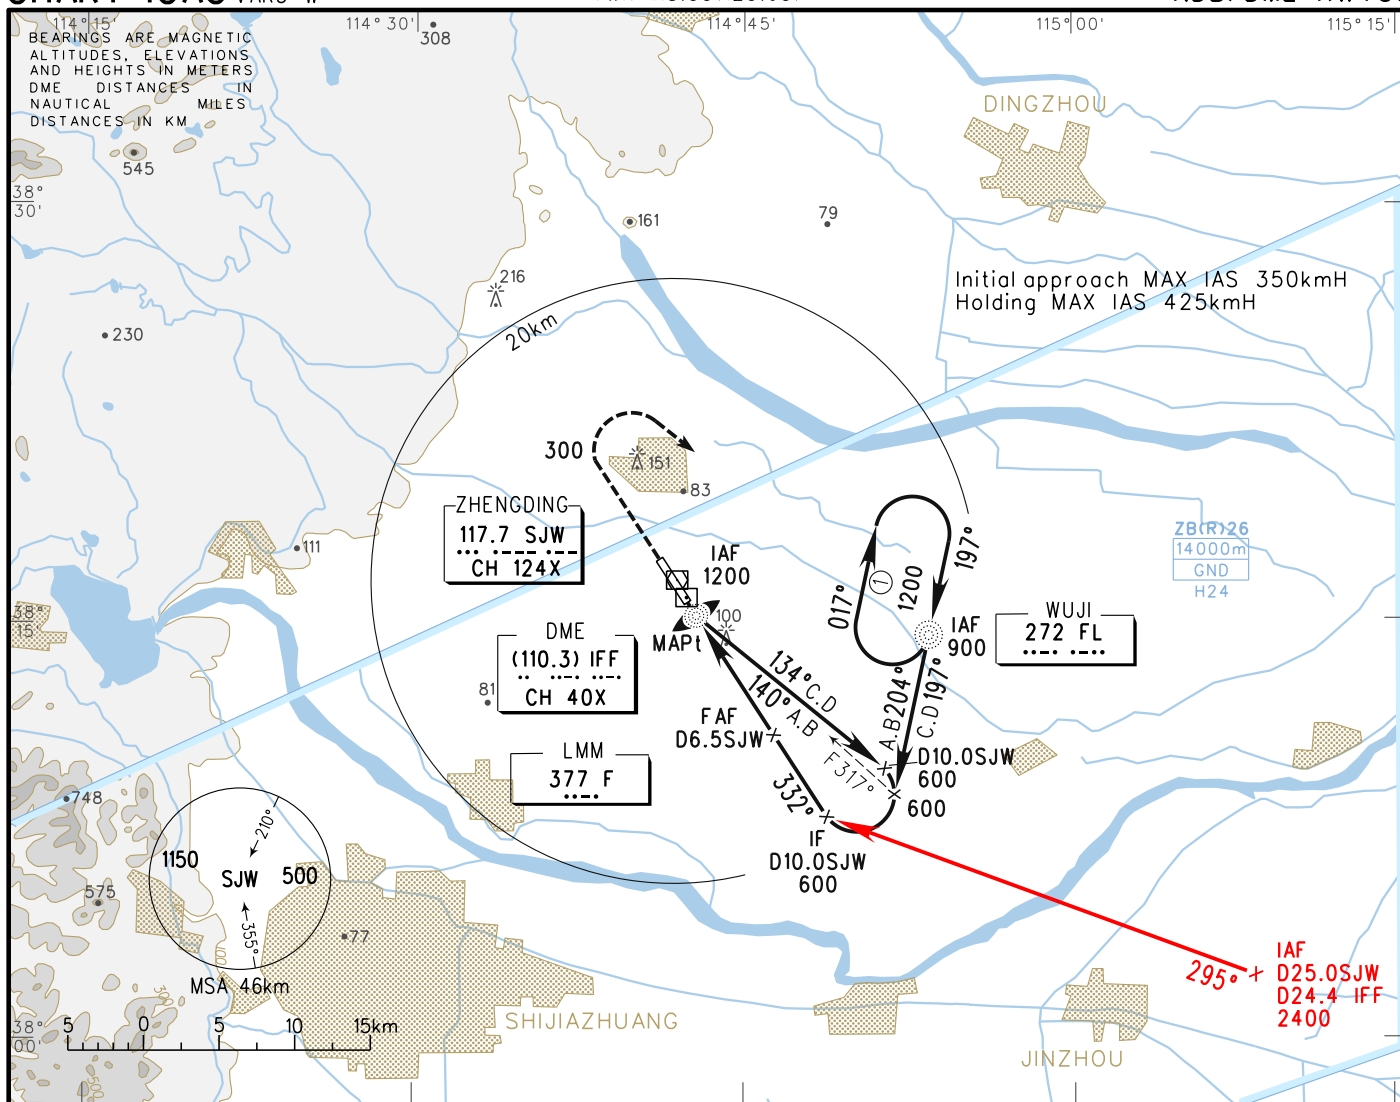 114°15'
114°30'
114°45'
115°00'
115°15'
BEARINGS ARE MAGNETIC
ALTITUDES, ELEVATIONS
AND HEIGHTS IN METERS
DME DISTANCES IN
NAUTICAL MILES
DISTANCES IN KM
308
545
38°
30'
230
216
161
79
DINGZHOU
Initial approach MAX IAS 350kmH
Holding MAX IAS 425kmH
20km
300
151
83
ZHENGDING
117.7 SJW
CH 124X
IAF
1200
111
DME
(110.3) IFF
CH 40X
MAPt
100
81
LMM
377 F
017°
1
1200
197°
IAF
900
WUJI
272 FL
ZB(R)26
14000m
GND
H24
38°
15'
134°C.D
140°A.B
A.B204°
C.D197°
FAF
D6.5SJW
F317°
D10.0SJW
600
600
332°
IF
D10.0SJW
600
748
575
77
210°
1150
SJW
500
355°
MSA 46km
295°
IAF
D25.0SJW
D24.4 IFF
2400
300
500
38°
00'
5
0
5
10
15km
SHIJIAZHUANG
JINZHOU